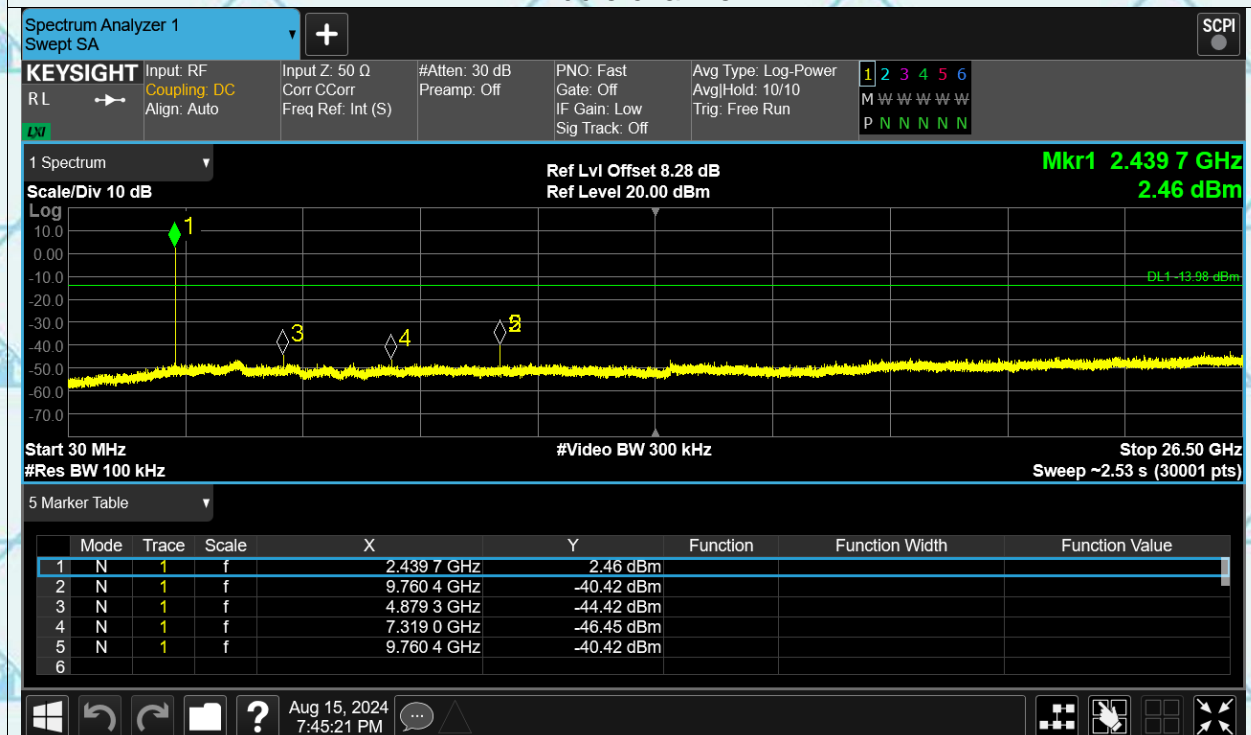 Spectrum Analyzer 1
Swept SA
+
SCPI
KEYSIGHT Input: RF Input Z: 50 Ω #Atten: 30 dB PNO: Fast Avg Type: Log-Power 1 2 3 4 5 6
RL Coupling: DC Corr CCorr Preamp: Off Gate: Off Avg|Hold: 10/10 M W W W W W
Align: Auto Freq Ref: Int (S) IF Gain: Low Trig: Free Run P N N N N N
LXI Sig Track: Off
1 Spectrum
Scale/Div 10 dB
Ref Lvl Offset 8.28 dB
Ref Level 20.00 dBm
Mkr1 2.439 7 GHz
2.46 dBm
Log
10.0
0.00
-10.0
-20.0
-30.0
-40.0
-50.0
-60.0
-70.0
1
3
4
DL1 -13.98 dBm
Start 30 MHz #Video BW 300 kHz Stop 26.50 GHz
#Res BW 100 kHz Sweep ~2.53 s (30001 pts)
5 Marker Table
Mode Trace Scale X Y Function Function Width Function Value
1 N 1 f 2.439 7 GHz 2.46 dBm
2 N 1 f 9.760 4 GHz -40.42 dBm
3 N 1 f 4.879 3 GHz -44.42 dBm
4 N 1 f 7.319 0 GHz -46.45 dBm
5 N 1 f 9.760 4 GHz -40.42 dBm
6
? Aug 15, 2024
7:45:21 PM